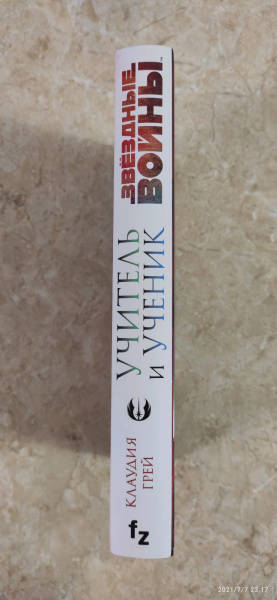 ЗВЁЗДНЫЕ
ВОЙНЫ
УЧИТЕЛЬ
И УЧЕНИК
КЛАУДИЯ
ГРЕЙ
fz
2021/7/7 23:17